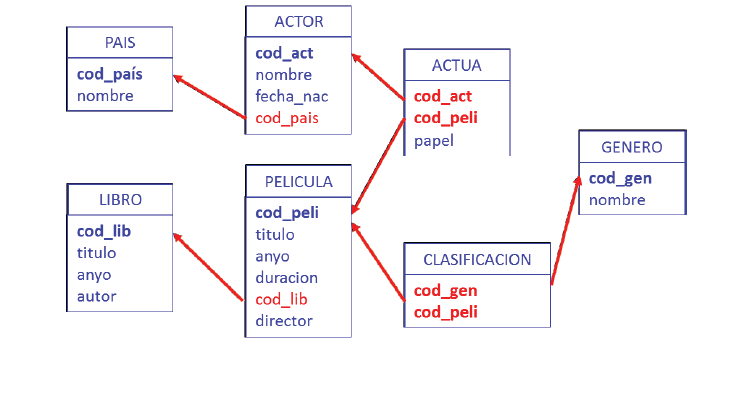 PAIS
cod_país
nombre
ACTOR
cod_act
nombre
fecha_nac
cod_pais
ACTUA
cod_act
cod_peli
papel
GENERO
cod_gen
nombre
LIBRO
cod_lib
titulo
anyo
autor
PELICULA
cod_peli
titulo
anyo
duracion
cod_lib
director
CLASIFICACION
cod_gen
cod_peli